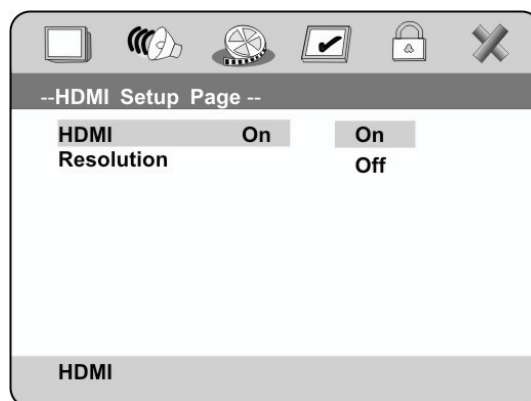 --HDMI Setup Page --
HDMI On On
Resolution Off
HDMI